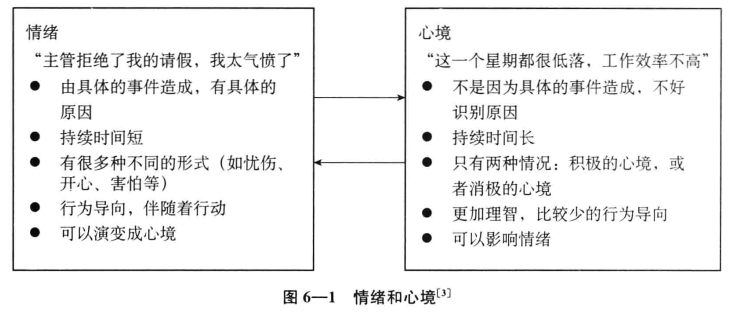 情绪
“主管拒绝了我的请假，我太气愤了”
● 由具体的事件造成，有具体的
原因
● 持续时间短
● 有很多种不同的形式（如忧伤、
开心、害怕等）
● 行为导向，伴随着行动
● 可以演变成心境
心境
“这一个星期都很低落，工作效率不高”
● 不是因为具体的事件造成，不好
识别原因
● 持续时间长
● 只有两种情况：积极的心境，或
者消极的心境
● 更加理智，比较少的行为导向
● 可以影响情绪
图 6—1 情绪和心境[3]